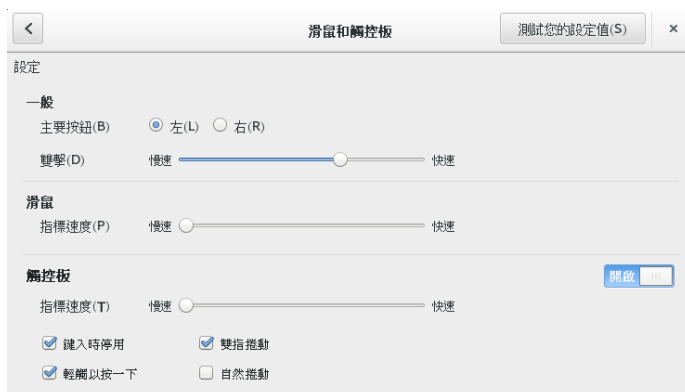 滑鼠和觸控板 測試您的設定值(S) ×
設定
一般
主要按鈕(B) 左(L) 右(R)
雙擊(D) 慢速 快速
滑鼠
指標速度(P) 慢速 快速
觸控板 開啟
指標速度(T) 慢速 快速
鍵入時停用 雙指捲動
輕觸以按一下 自然捲動